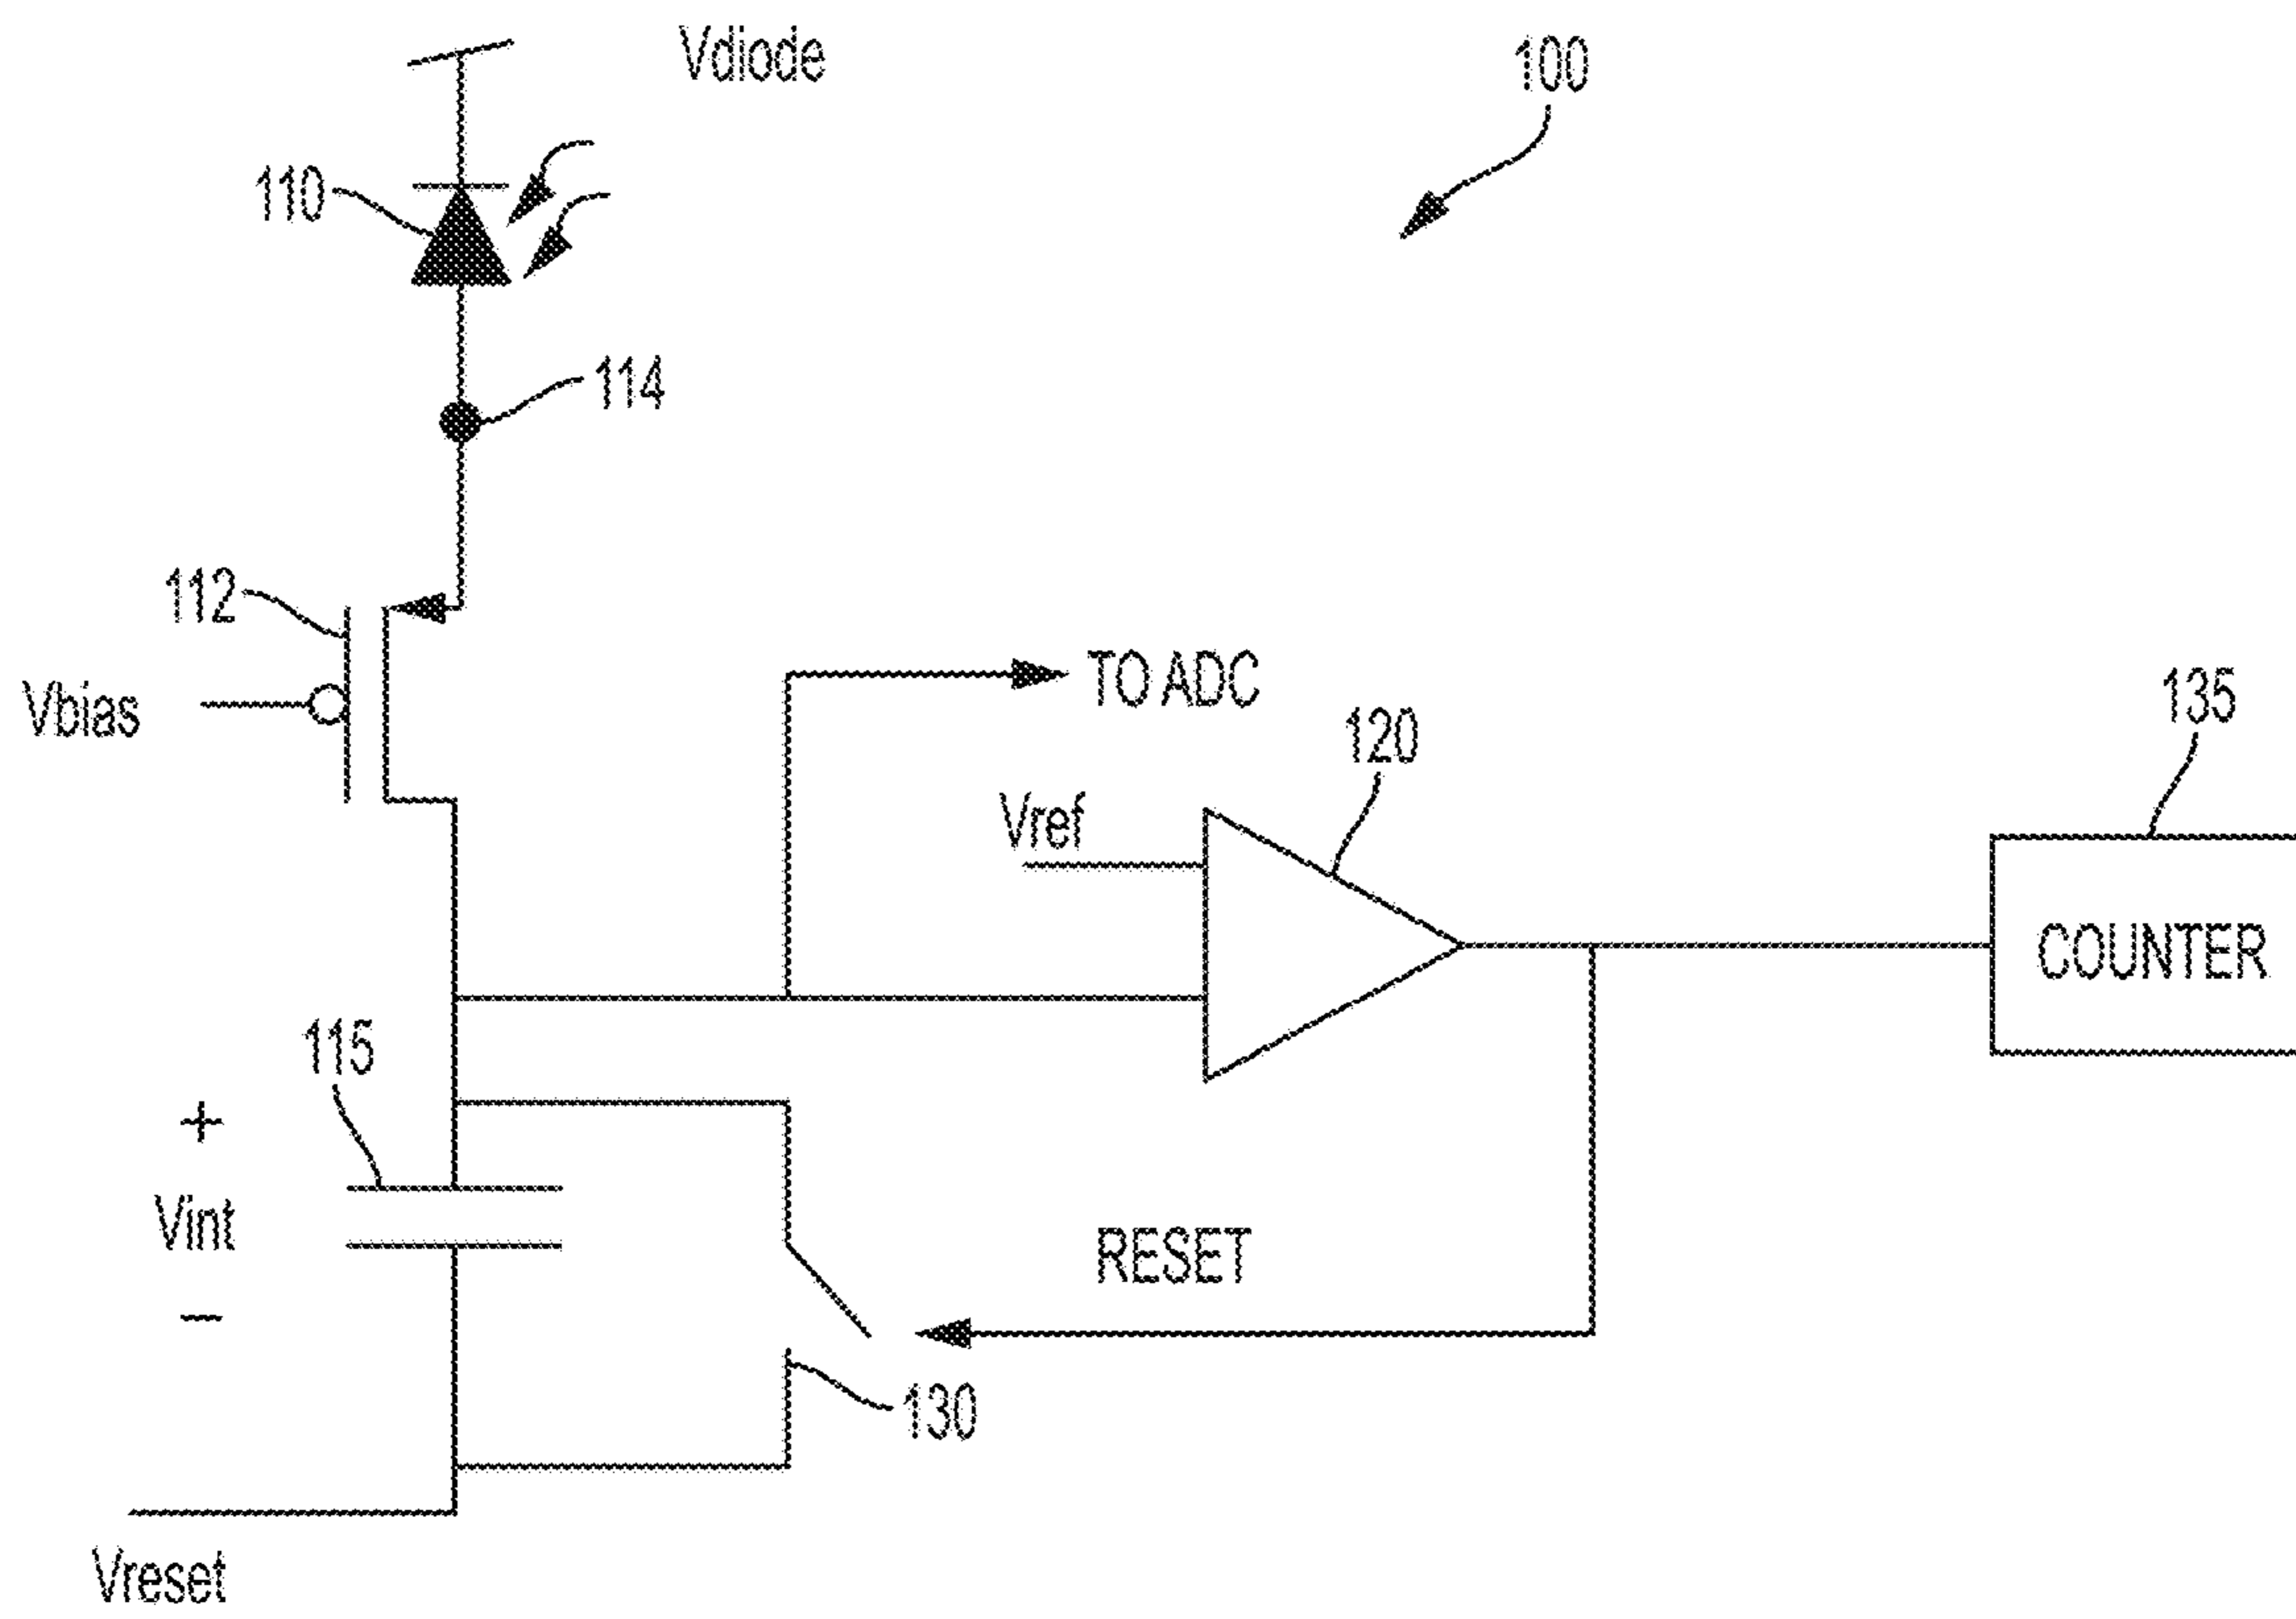 Vdiode
100
110
114
112
Vbias
TO ADC
120
135
Vref
COUNTER
115
+
Vint
−
RESET
130
Vreset